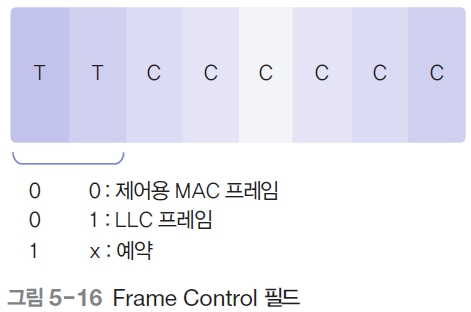 T T C C C C C C
0 0 : 제어용 MAC 프레임
0 1 : LLC 프레임
1 x : 예약
그림 5-16 Frame Control 필드